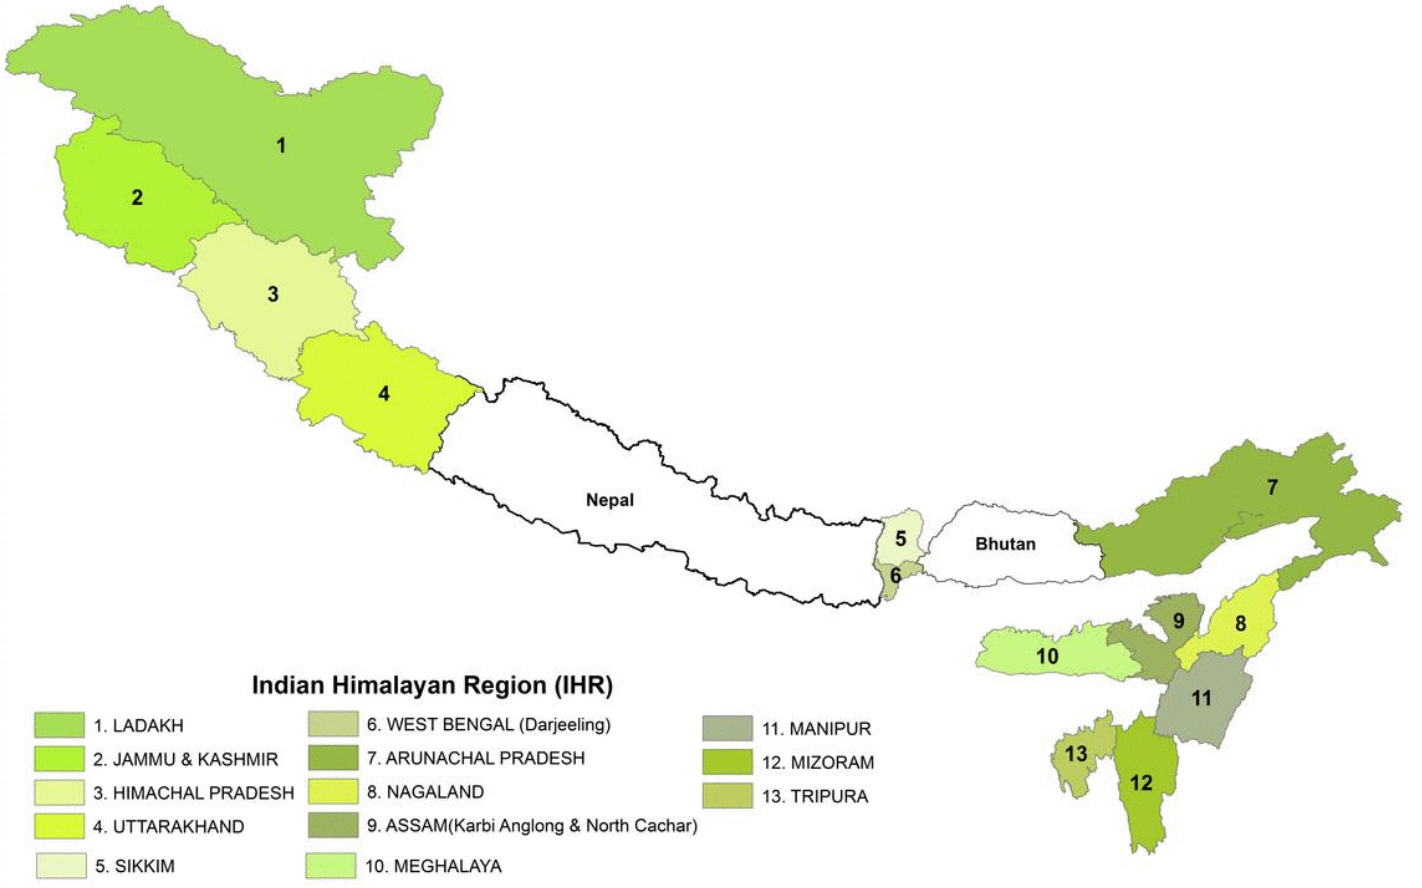 1
2
3
4
Nepal
5
6
Bhutan
7
8
9
10
11
12
13
Indian Himalayan Region (IHR)
1. LADAKH
2. JAMMU & KASHMIR
3. HIMACHAL PRADESH
4. UTTARAKHAND
5. SIKKIM
6. WEST BENGAL (Darjeeling)
7. ARUNACHAL PRADESH
8. NAGALAND
9. ASSAM(Karbi Anglong & North Cachar)
10. MEGHALAYA
11. MANIPUR
12. MIZORAM
13. TRIPURA